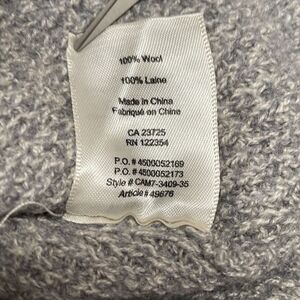 100% Wool
100% Laine
Made in China
Fabriqué en Chine
CA 23725
RN 122354
P.O. # 4500052169
P.O. # 4500052173
Style # CAM7-3409-35
Article# 49876